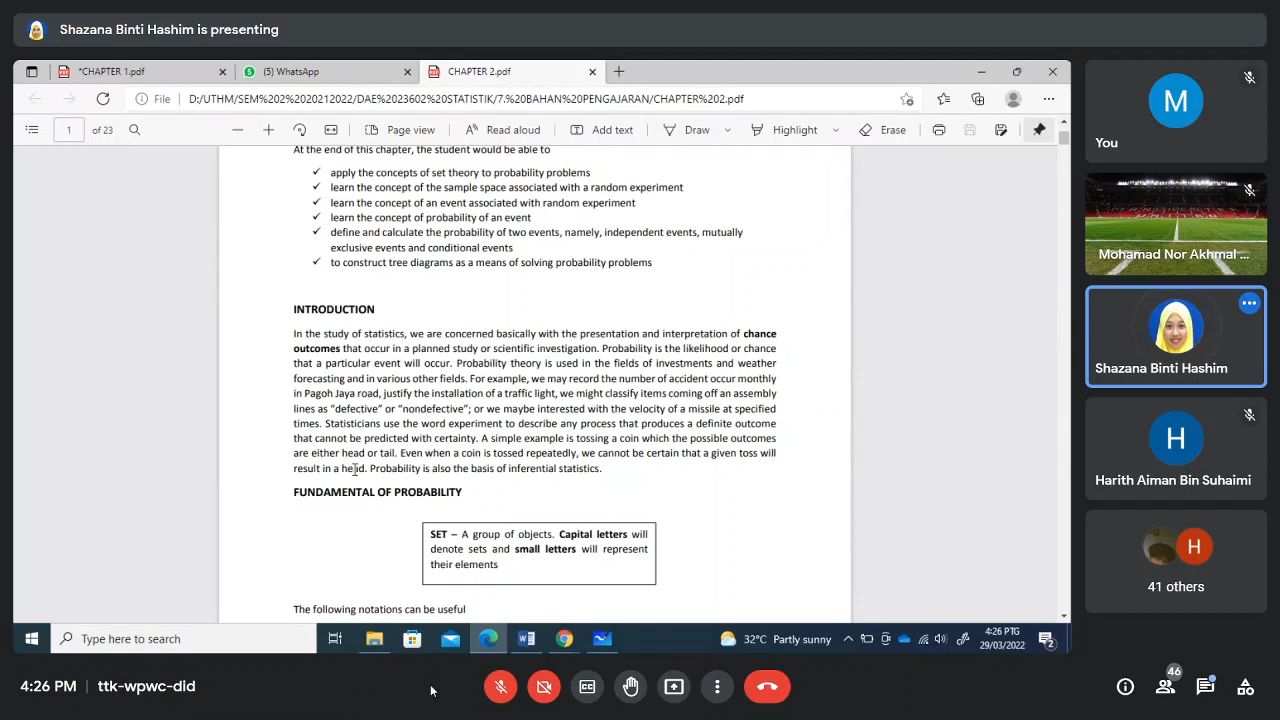 Shazana Binti Hashim is presenting
*CHAPTER 1.pdf
(5) WhatsApp
CHAPTER 2.pdf
File
D:/UTHM/SEM%202%20212022/DAE%2023602%20STATISTIK/7.%20BAHAN%20PENGAJARAN/CHAPTER%202.pdf
1 of 23
Page view
Read aloud
Add text
Draw
Highlight
Erase
At the end of this chapter, the student would be able to
✓ apply the concepts of set theory to probability problems
✓ learn the concept of the sample space associated with a random experiment
✓ learn the concept of an event associated with random experiment
✓ learn the concept of probability of an event
✓ define and calculate the probability of two events, namely, independent events, mutually
exclusive events and conditional events
✓ to construct tree diagrams as a means of solving probability problems
INTRODUCTION
In the study of statistics, we are concerned basically with the presentation and interpretation of chance
outcomes that occur in a planned study or scientific investigation. Probability is the likelihood or chance
that a particular event will occur. Probability theory is used in the fields of investments and weather
forecasting and in various other fields. For example, we may record the number of accident occur monthly
in Pagoh Jaya road, justify the installation of a traffic light, we might classify items coming off an assembly
lines as “defective” or “nondefective”; or we maybe interested with the velocity of a missile at specified
times. Statisticians use the word experiment to describe any process that produces a definite outcome
that cannot be predicted with certainty. A simple example is tossing a coin which the possible outcomes
are either head or tail. Even when a coin is tossed repeatedly, we cannot be certain that a given toss will
result in a head. Probability is also the basis of inferential statistics.
FUNDAMENTAL OF PROBABILITY
SET – A group of objects. Capital letters will
denote sets and small letters will represent
their elements
The following notations can be useful
Type here to search
32°C Partly sunny
4:26 PTG
29/03/2022
2
M
You
Mohamad Nor Akhmal ...
Shazana Binti Hashim
H
Harith Aiman Bin Suhaimi
H
41 others
4:26 PM
ttk-wpwc-did
46